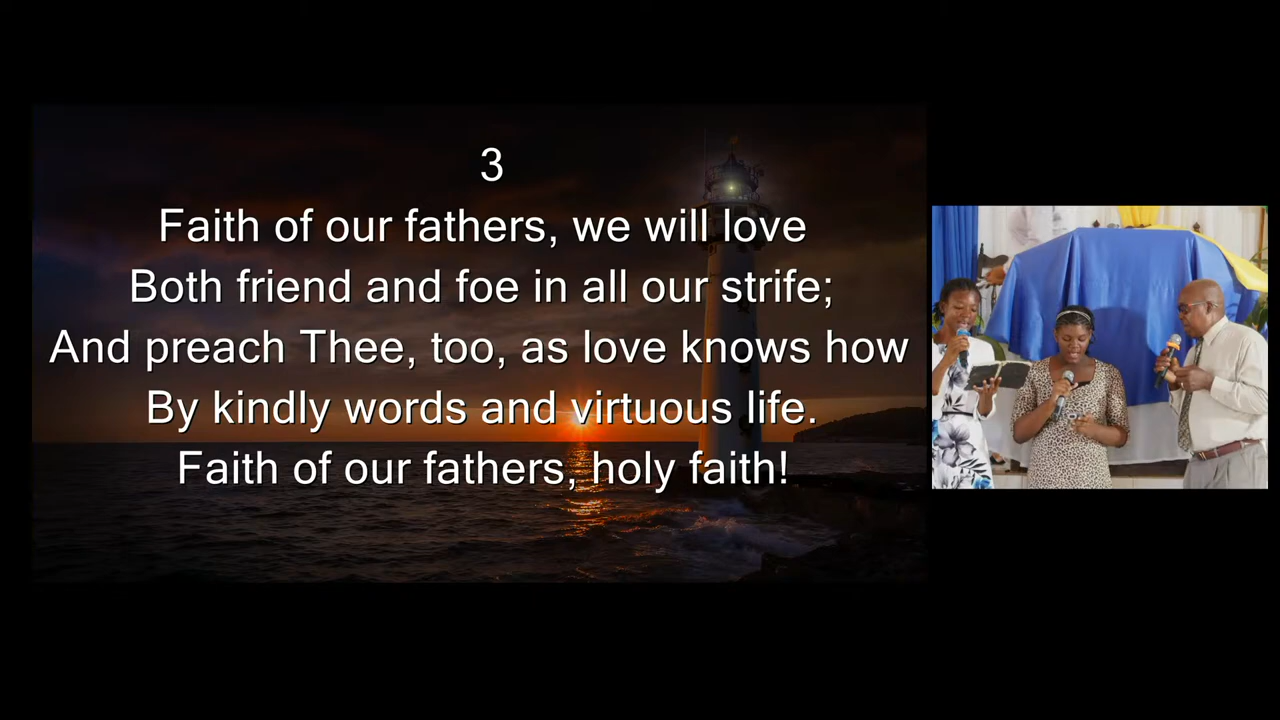 3
Faith of our fathers, we will love
Both friend and foe in all our strife;
And preach Thee, too, as love knows how
By kindly words and virtuous life.
Faith of our fathers, holy faith!